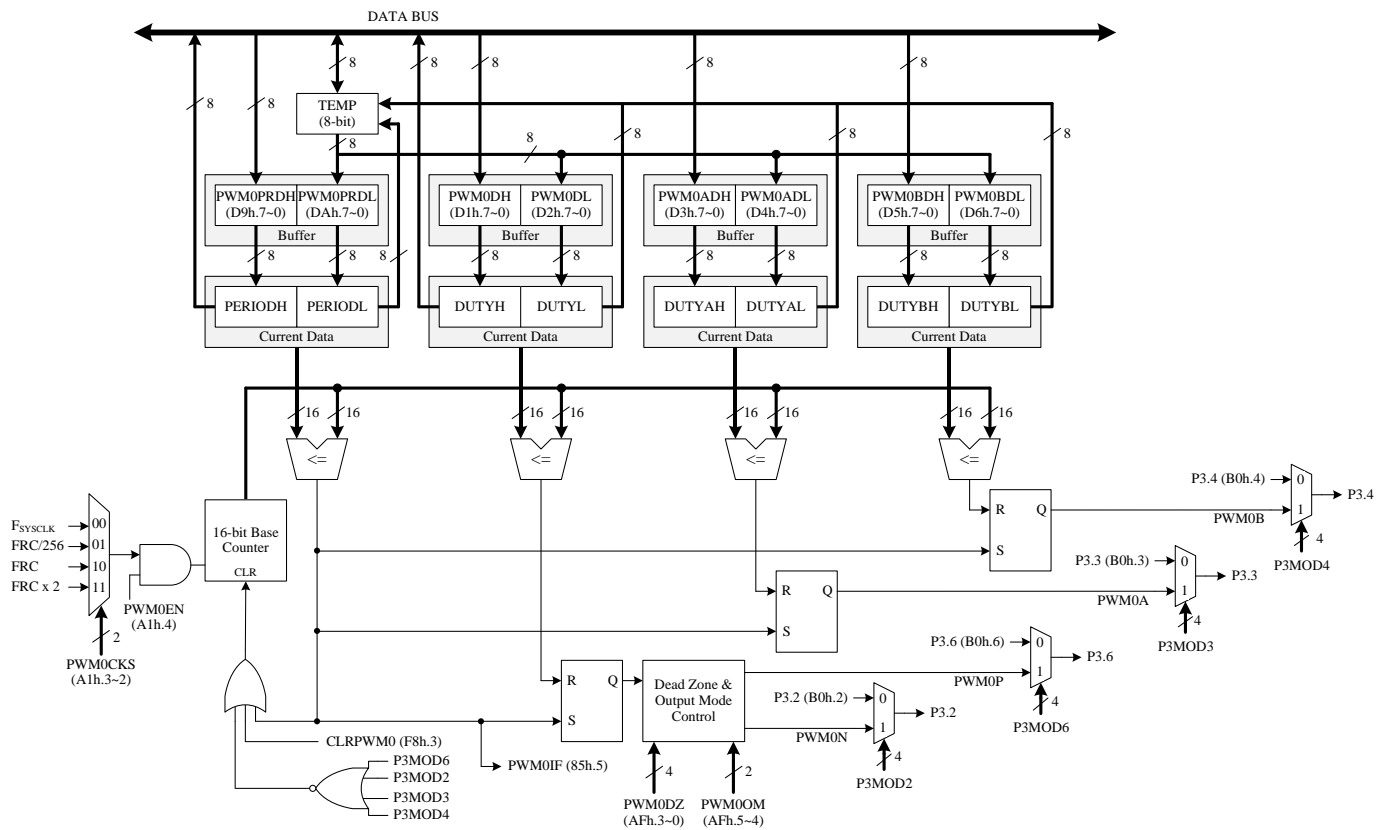 DATA BUS
8
8
8
8
8
8
8
TEMP
(8-bit)
8
8
8
8
8
PWM0PRDH
(D9h.7~0)
PWM0PRDL
(DAh.7~0)
Buffer
PWM0DH
(D1h.7~0)
PWM0DL
(D2h.7~0)
Buffer
PWM0ADH
(D3h.7~0)
PWM0ADL
(D4h.7~0)
Buffer
PWM0BDH
(D5h.7~0)
PWM0BDL
(D6h.7~0)
Buffer
8
8
8
8
8
8
8
8
8
PERIODH
PERIODL
Current Data
DUTYH
DUTYL
Current Data
DUTYAH
DUTYAL
Current Data
DUTYBH
DUTYBL
Current Data
16
16
16
16
16
16
16
16
<=
<=
<=
<=
FSYSCLK
FRC/256
FRC
FRC x 2
00
01
10
11
2
PWM0CKS
(A1h.3~2)
PWM0EN
(A1h.4)
16-bit Base
Counter
CLR
R
Q
S
PWM0B
P3.4 (B0h.4)
0
1
P3.4
4
P3MOD4
R
Q
S
PWM0A
P3.3 (B0h.3)
0
1
P3.3
4
P3MOD3
R
Q
S
Dead Zone &
Output Mode
Control
PWM0P
P3.6 (B0h.6)
0
1
P3.6
4
P3MOD6
PWM0N
P3.2 (B0h.2)
0
1
P3.2
4
P3MOD2
4
PWM0DZ
(AFh.3~0)
2
PWM0OM
(AFh.5~4)
CLRPWM0 (F8h.3)
PWM0IF (85h.5)
P3MOD6
P3MOD2
P3MOD3
P3MOD4